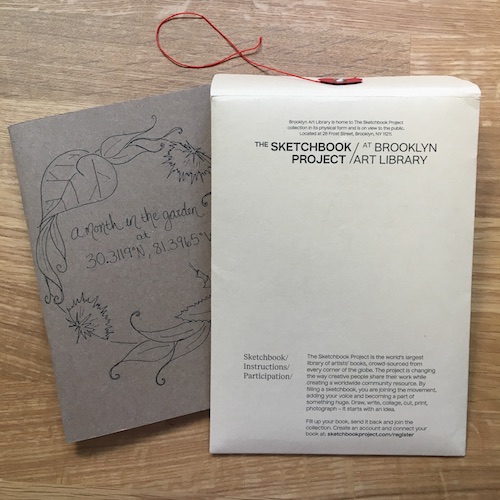 a month in the garden
at
30.3119°N, 81.3965°W
Brooklyn Art Library is home to The Sketchbook Project
collection in its physical form and is on view to the public.
Located at 28 Frost Street, Brooklyn, NY 11211.
THE SKETCHBOOK / AT BROOKLYN
PROJECT / ART LIBRARY
Sketchbook/
Instructions/
Participation/
The Sketchbook Project is the world's largest
library of artists' books, crowd-sourced from
every corner of the globe. The project is changing
the way creative people share their work while
creating a worldwide community resource. By
filling a sketchbook, you are joining the movement,
adding your voice and becoming a part of
something huge. Draw, write, collage, cut, print,
photograph – it starts with an idea.
Fill up your book, send it back and join the
collection. Create an account and connect your
book at: sketchbookproject.com/register